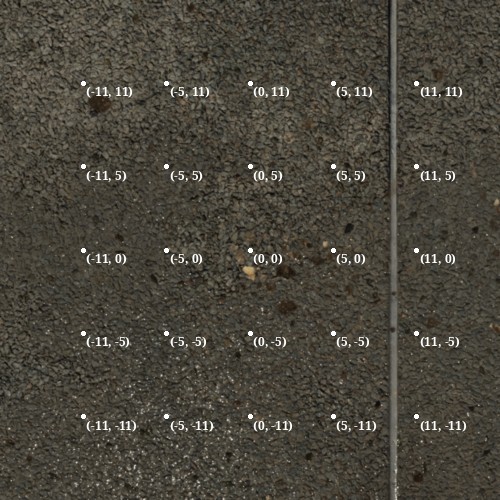 (-11, 11) (-5, 11) (0, 11) (5, 11) (11, 11)
(-11, 5) (-5, 5) (0, 5) (5, 5) (11, 5)
(-11, 0) (-5, 0) (0, 0) (5, 0) (11, 0)
(-11, -5) (-5, -5) (0, -5) (5, -5) (11, -5)
(-11, -11) (-5, -11) (0, -11) (5, -11) (11, -11)